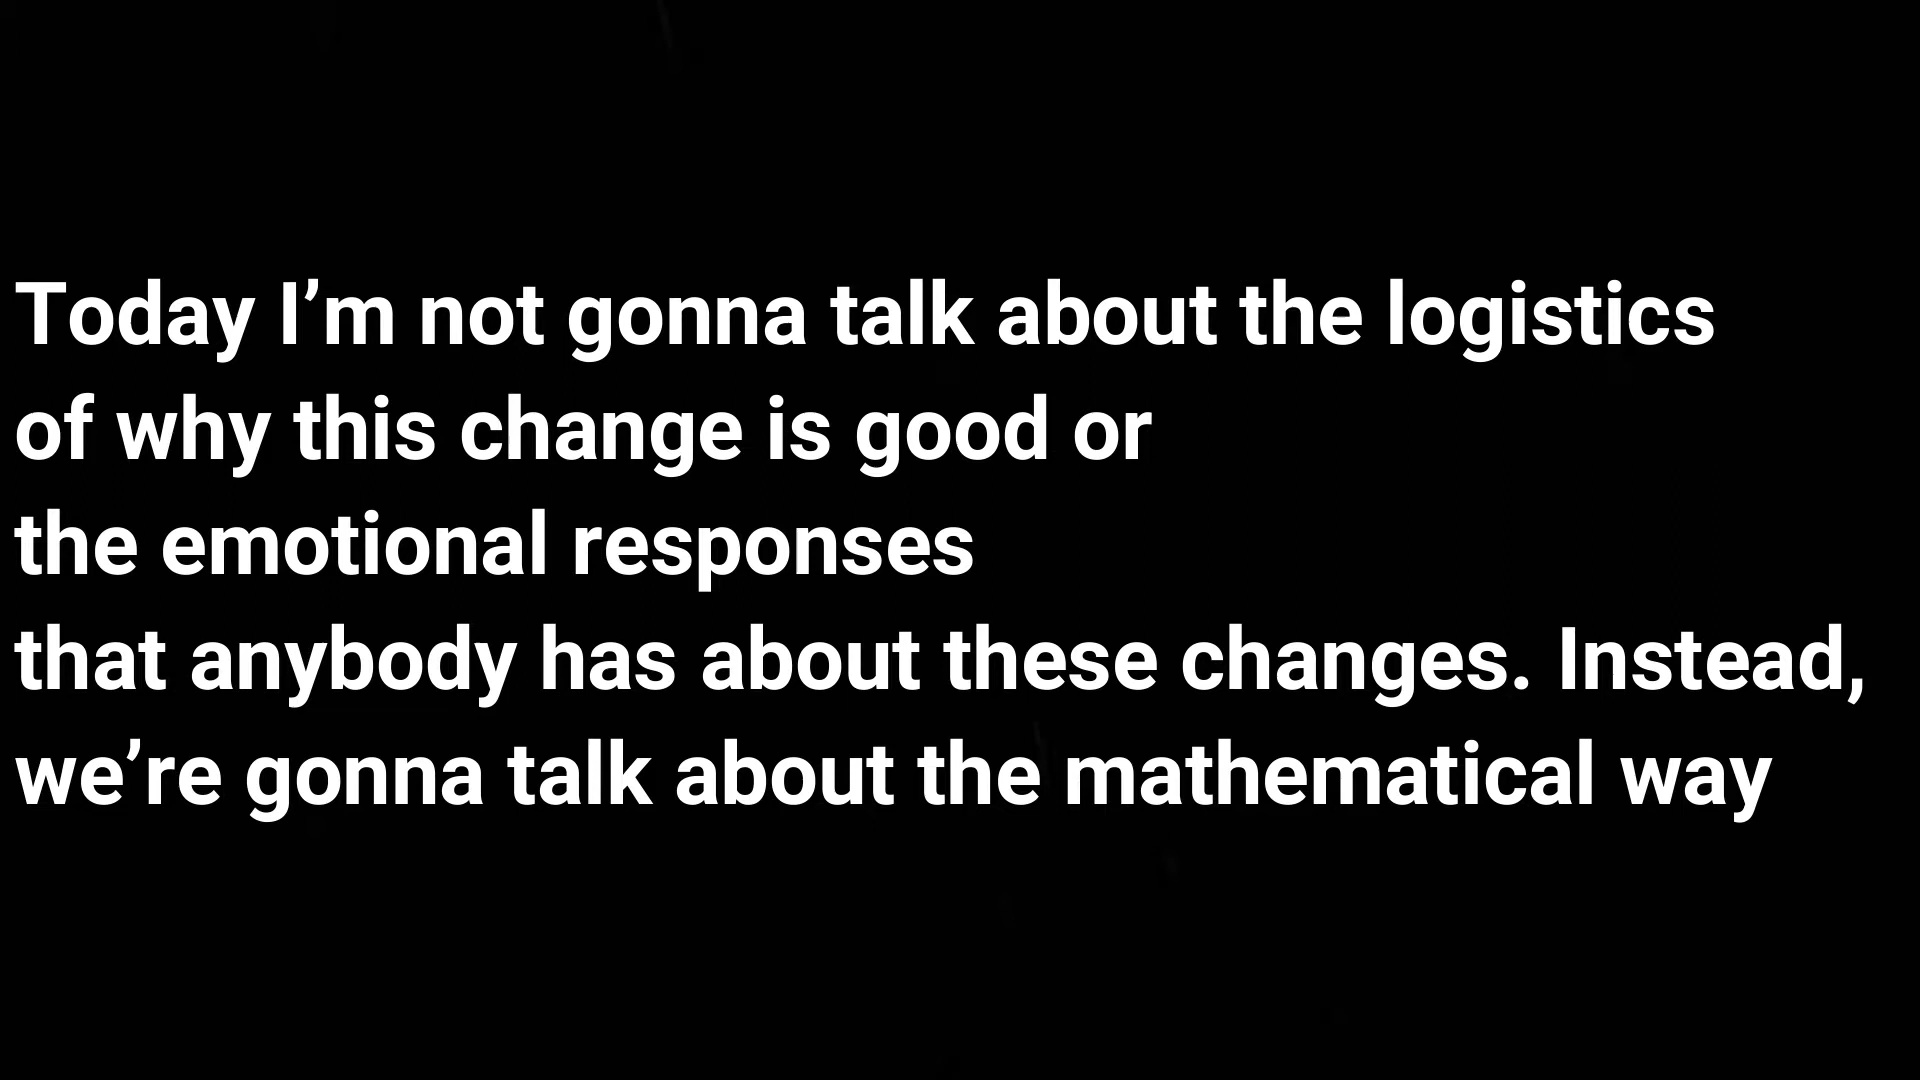 Today I’m not gonna talk about the logistics
of why this change is good or
the emotional responses
that anybody has about these changes. Instead,
we’re gonna talk about the mathematical way